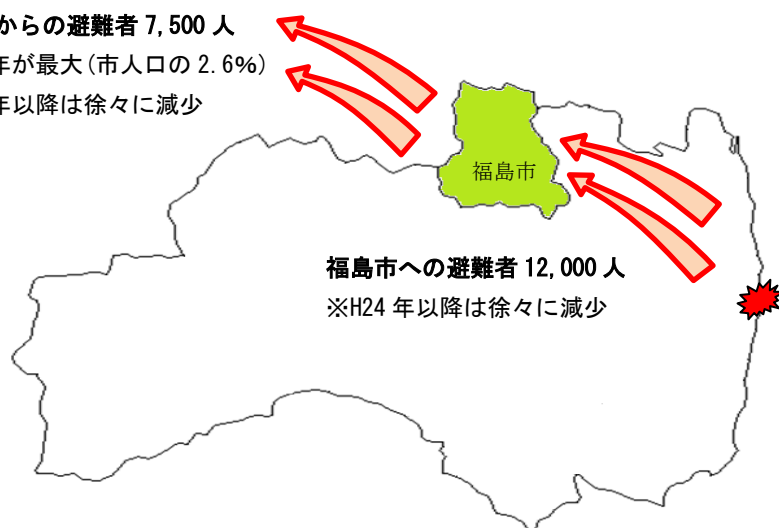 からの避難者 7,500 人
年が最大(市人口の 2.6%)
年以降は徐々に減少
福島市
福島市への避難者 12,000 人
※H24 年以降は徐々に減少